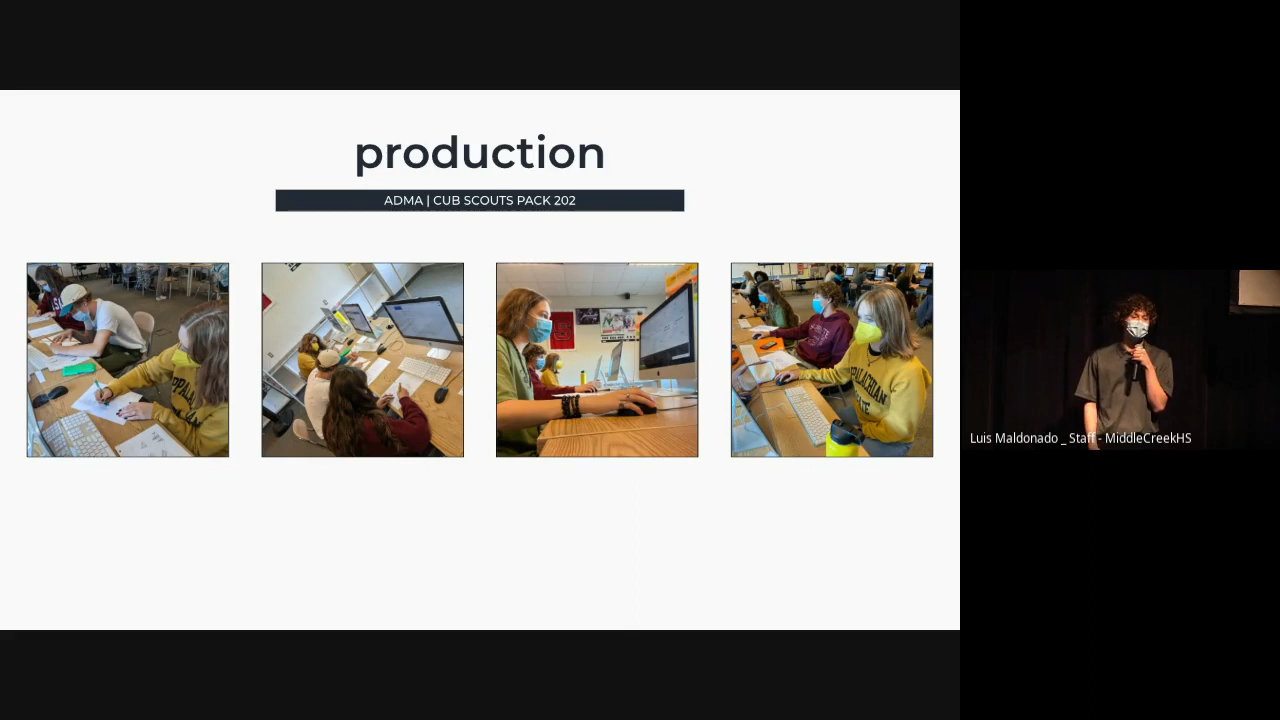 production
ADMA | CUB SCOUTS PACK 202
Luis Maldonado _ Staff - MiddleCreekHS